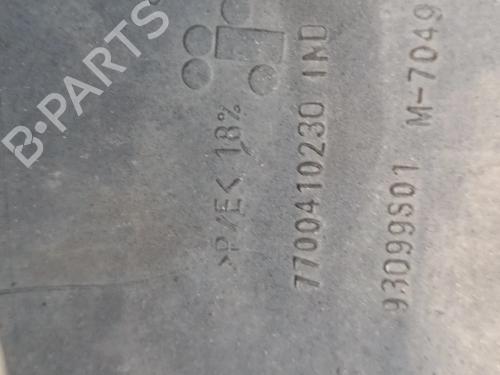 B-PARTS
>P/E< 18%
7700410230 IND
93099S01 M-7049